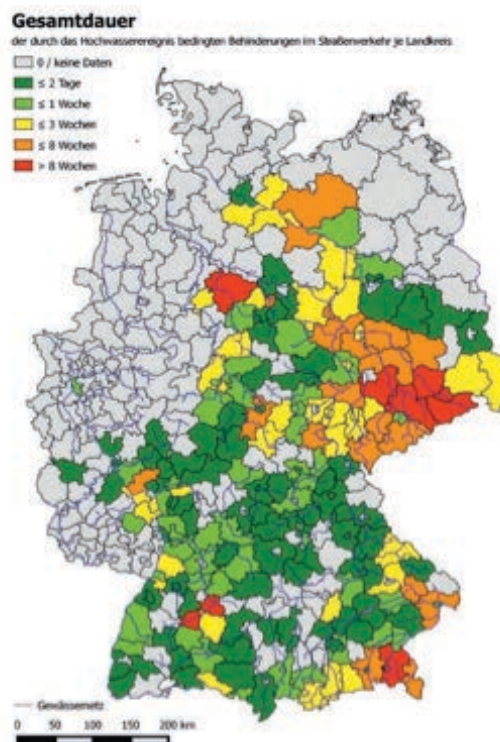 Gesamtdauer
der durch das Hochwasserereignis bedingten Behinderungen im Straßenverkehr je Landkreis
0 / keine Daten
≤ 2 Tage
≤ 1 Woche
≤ 3 Wochen
≤ 8 Wochen
> 8 Wochen
Gewässernetz
0 50 100 150 200 km